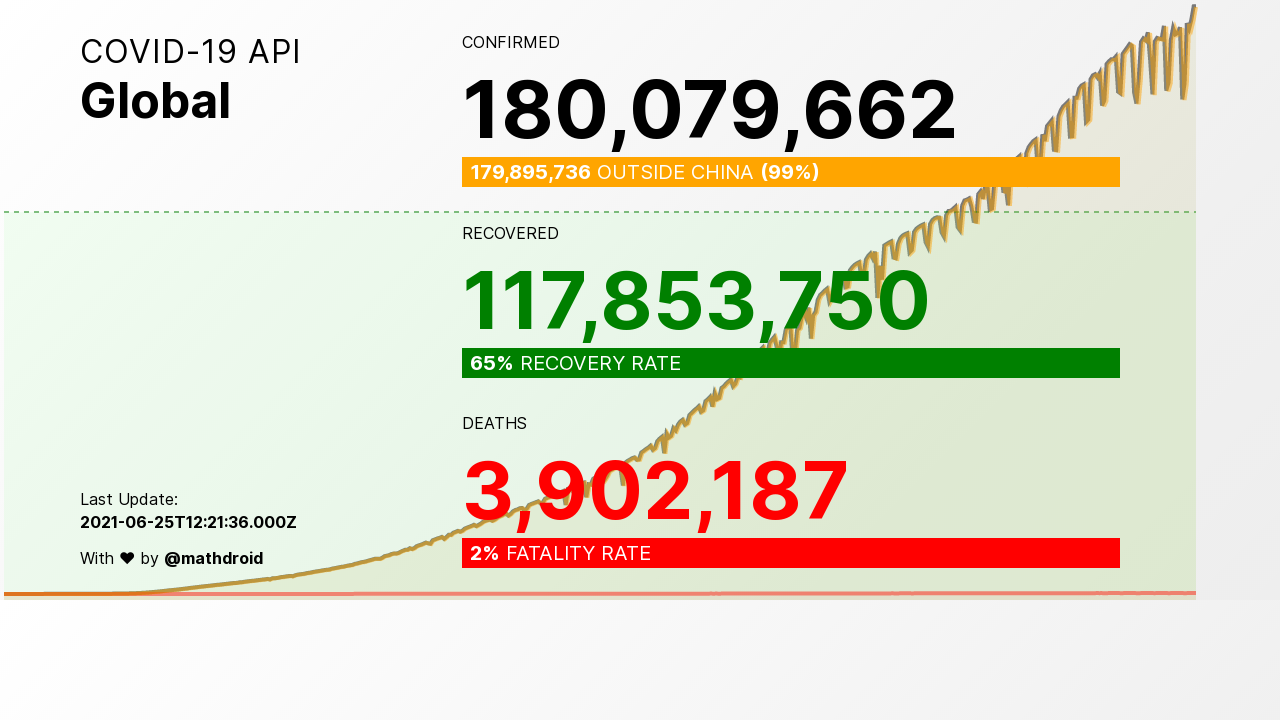 COVID-19 API
Global
CONFIRMED
180,079,662
179,895,736 OUTSIDE CHINA (99%)
RECOVERED
117,853,750
65% RECOVERY RATE
DEATHS
3,902,187
2% FATALITY RATE
Last Update:
2021-06-25T12:21:36.000Z
With ♥ by @mathdroid